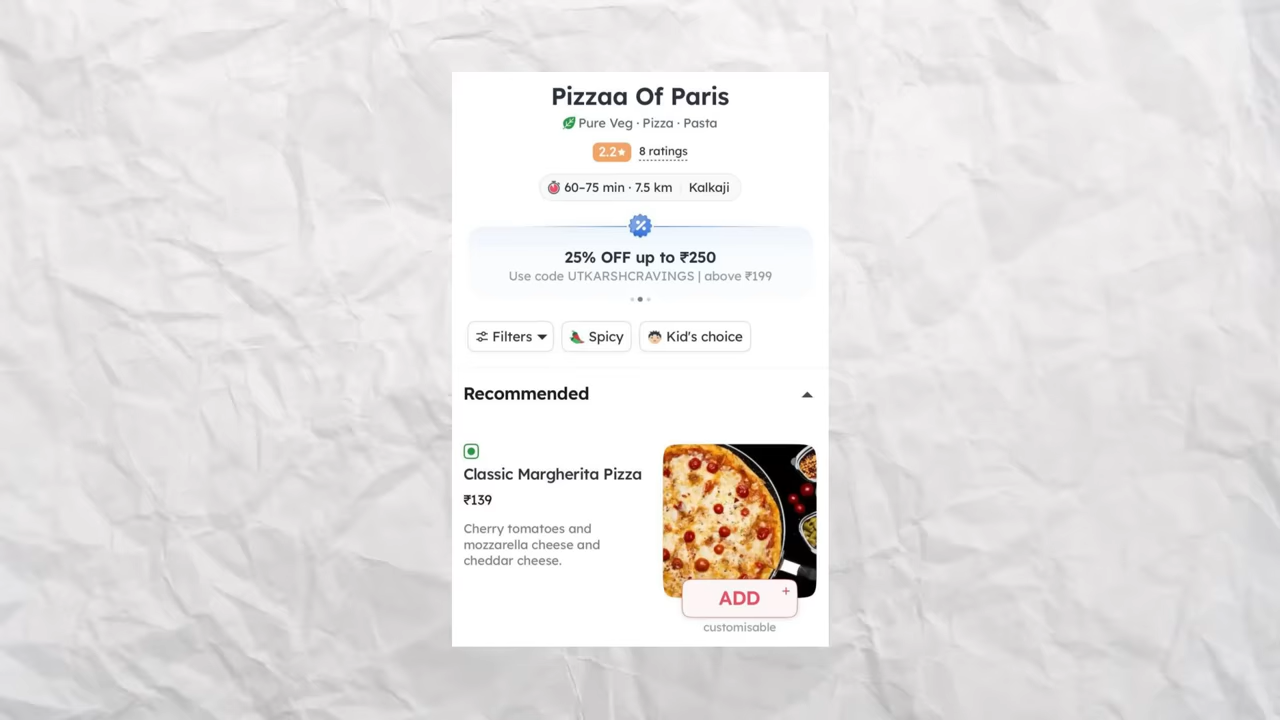 Pizzaa Of Paris
Pure Veg · Pizza · Pasta
2.2★ 8 ratings
60–75 min · 7.5 km | Kalkaji
25% OFF up to ₹250
Use code UTKARSHCRAVINGS | above ₹199
Filters Spicy Kid's choice
Recommended
Classic Margherita Pizza
₹139
Cherry tomatoes and
mozzarella cheese and
cheddar cheese.
ADD +
customisable